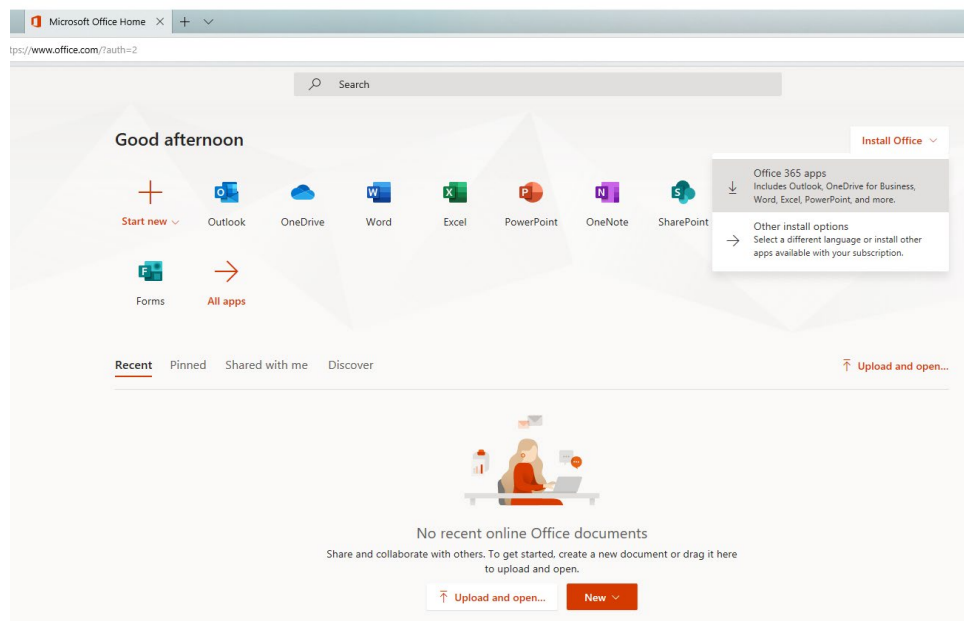 Microsoft Office Home
tps://www.office.com/?auth=2
Search
Good afternoon
Install Office
Office 365 apps
Includes Outlook, OneDrive for Business,
Word, Excel, PowerPoint, and more.
Other install options
Select a different language or install other
apps available with your subscription.
Start new
Outlook
OneDrive
Word
Excel
PowerPoint
OneNote
SharePoint
Forms
All apps
Recent Pinned Shared with me Discover
Upload and open...
No recent online Office documents
Share and collaborate with others. To get started, create a new document or drag it here
to upload and open.
Upload and open... New